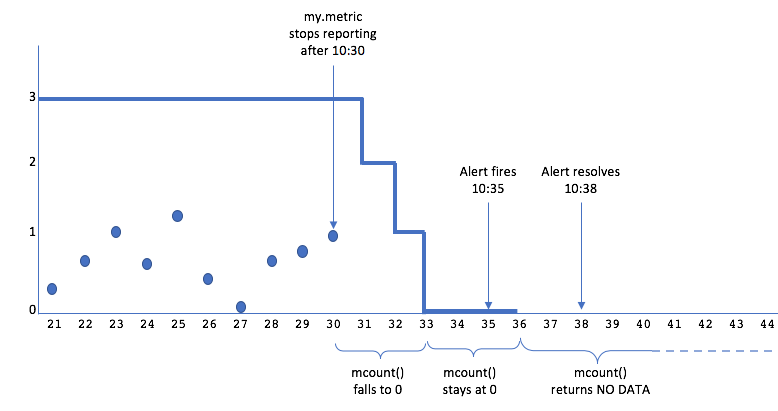 my.metric
stops reporting
after 10:30
3
2
Alert fires
10:35
Alert resolves
10:38
1
0
21 22 23 24 25 26 27 28 29 30 31 32 33 34 35 36 37 38 39 40 41 42 43 44
mcount()
falls to 0
mcount()
stays at 0
mcount()
returns NO DATA